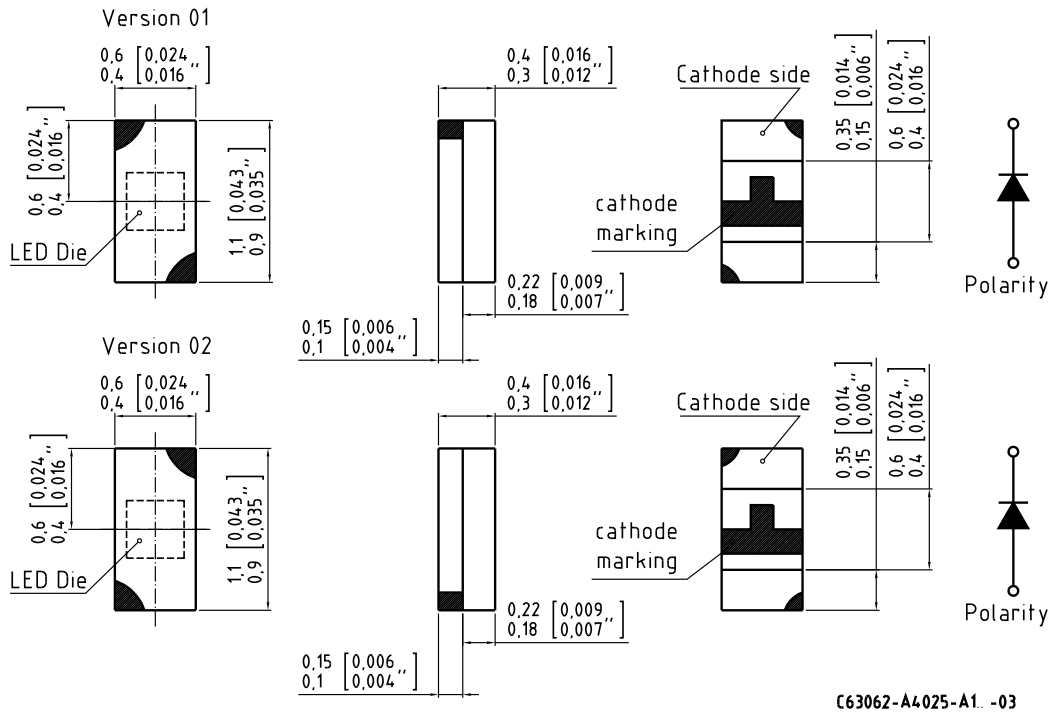 Version 01
0,6 [0,024
0,4 [0,016"]
0,6 [0,024
0,4 [0,016]
1,1 [0,043
0,9 [0,035"]
LED Die
0,4 [0,016
0,3 [0,012"]
0,22 [0,009
0,18 [0,007"]
0,15 [0,006
0,1 [0,004"]
Cathode side
cathode
marking
0,35 [0,014
0,15 [0,006]
0,6 [0,024
0,4 [0,016]
Polarity
Version 02
0,6 [0,024
0,4 [0,016"]
0,6 [0,024
0,4 [0,016]
1,1 [0,043
0,9 [0,035"]
LED Die
0,4 [0,016
0,3 [0,012"]
0,22 [0,009
0,18 [0,007"]
0,15 [0,006
0,1 [0,004"]
Cathode side
cathode
marking
0,35 [0,014
0,15 [0,006"]
0,6 [0,024
0,4 [0,016"]
Polarity
C63062-A4025-A1.. -03